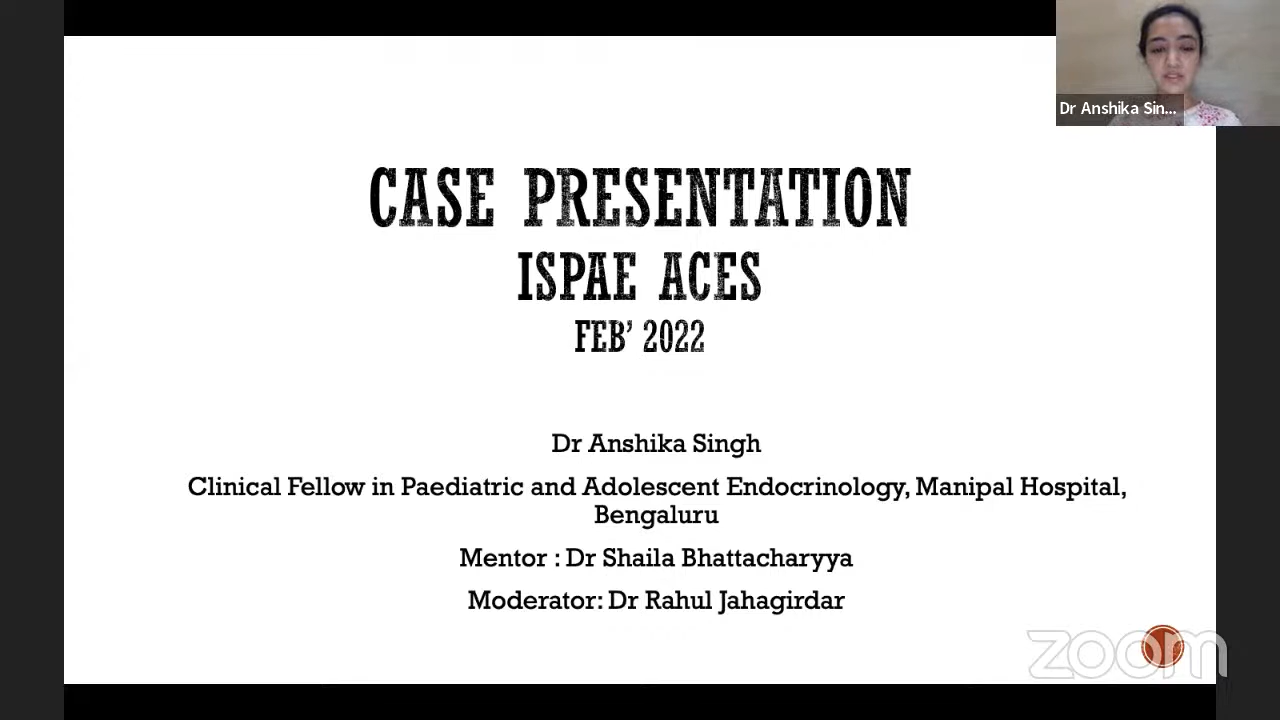 Dr Anshika Sin...
CASE PRESENTATION
ISPAE ACES
FEB' 2022
Dr Anshika Singh
Clinical Fellow in Paediatric and Adolescent Endocrinology, Manipal Hospital,
Bengaluru
Mentor : Dr Shaila Bhattacharyya
Moderator: Dr Rahul Jahagirdar
zoom